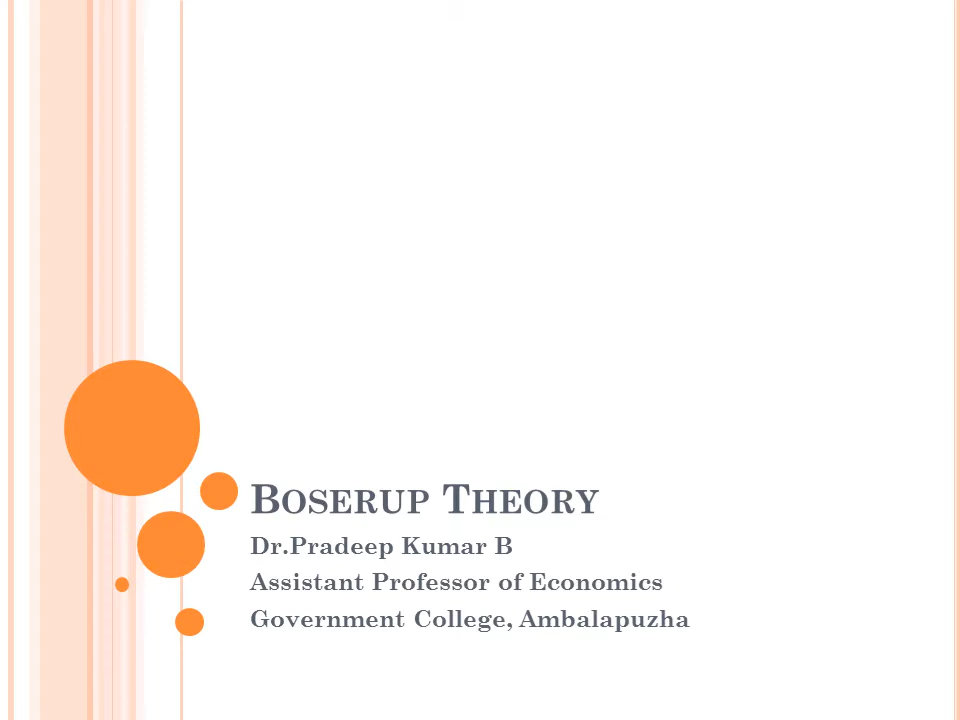 Boserup Theory
Dr.Pradeep Kumar B
Assistant Professor of Economics
Government College, Ambalapuzha